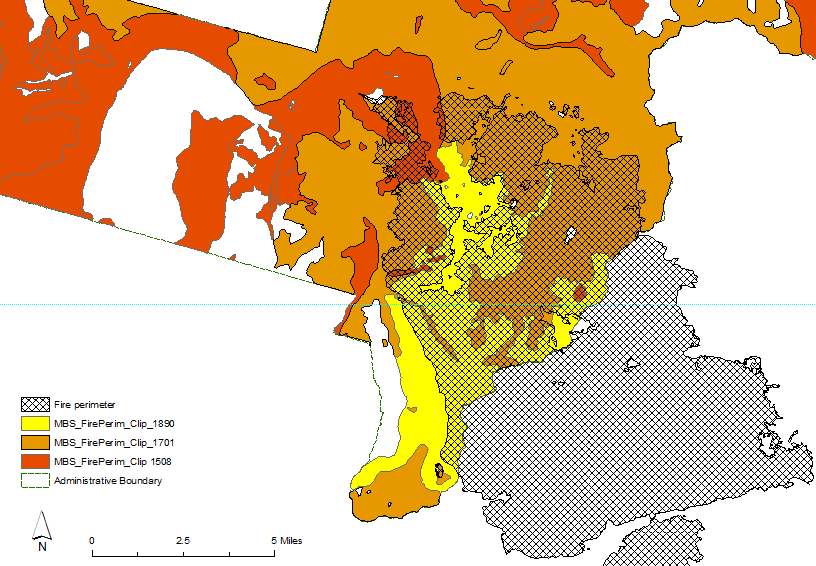 Fire perimeter
MBS_FirePerim_Clip_1890
MBS_FirePerim_Clip_1701
MBS_FirePerim_Clip 1508
Administrative Boundary
N
0 2.5 5 Miles